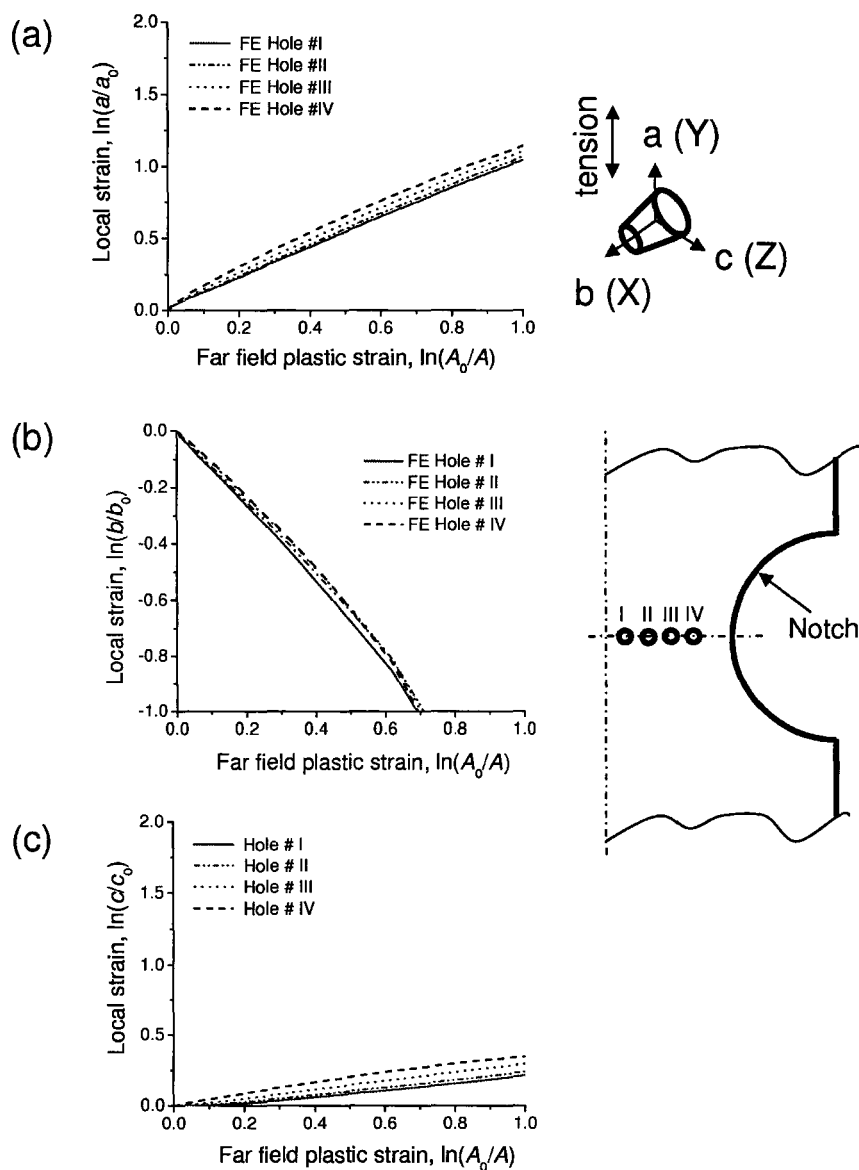 (a)
2.0
1.5
1.0
0.5
0.0
Local strain, ln(a/a₀)
FE Hole #I
FE Hole #II
FE Hole #III
FE Hole #IV
0.0 0.2 0.4 0.6 0.8 1.0
Far field plastic strain, ln(A₀/A)
tension
a (Y)
b (X)
c (Z)
(b)
0.0
-0.2
-0.4
-0.6
-0.8
-1.0
Local strain, ln(b/b₀)
FE Hole # I
FE Hole # II
FE Hole # III
FE Hole # IV
0.0 0.2 0.4 0.6 0.8 1.0
Far field plastic strain, ln(A₀/A)
I II III IV
Notch
(c)
2.0
1.5
1.0
0.5
0.0
Local strain, ln(c/c₀)
Hole # I
Hole # II
Hole # III
Hole # IV
0.0 0.2 0.4 0.6 0.8 1.0
Far field plastic strain, ln(A₀/A)